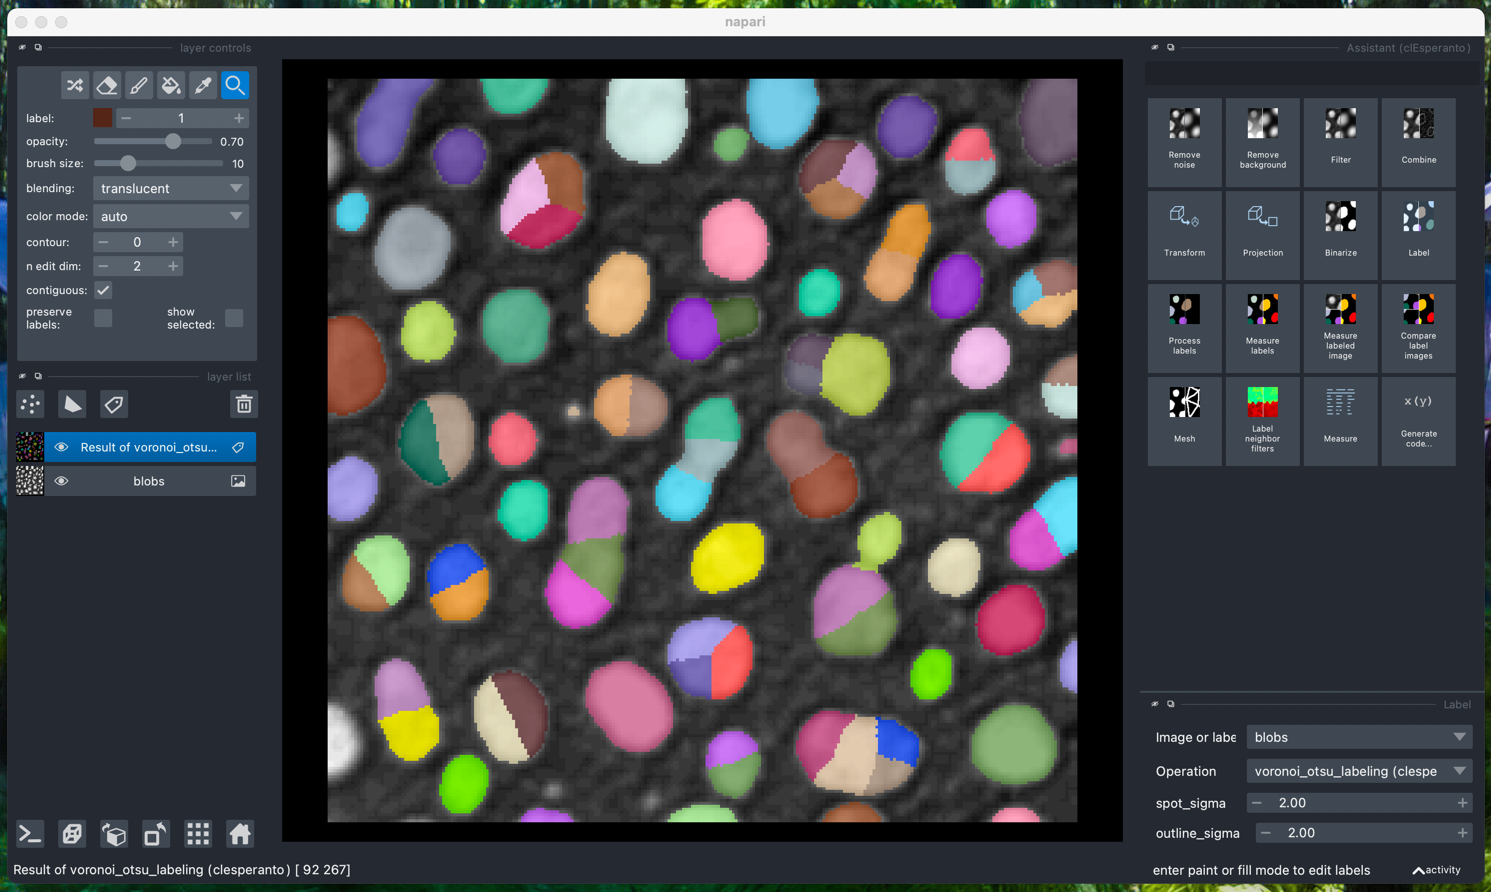 napari
layer controls
label:
1
opacity:
0.70
brush size:
10
blending:
translucent
color mode:
auto
contour:
0
n edit dim:
2
contiguous:
preserve
labels:
show
selected:
layer list
Result of voronoi_otsu...
blobs
Result of voronoi_otsu_labeling (clesperanto) [ 92 267]
Assistant (clEsperanto)
Remove
noise
Remove
background
Filter
Combine
Transform
Projection
Binarize
Label
Process
labels
Measure
labels
Measure
labeled
image
Compare
label
images
Mesh
Label
neighbor
filters
Measure
x(y)
Generate
code...
Label
Image or labe
blobs
Operation
voronoi_otsu_labeling (clespe
spot_sigma
2.00
outline_sigma
2.00
enter paint or fill mode to edit labels
activity